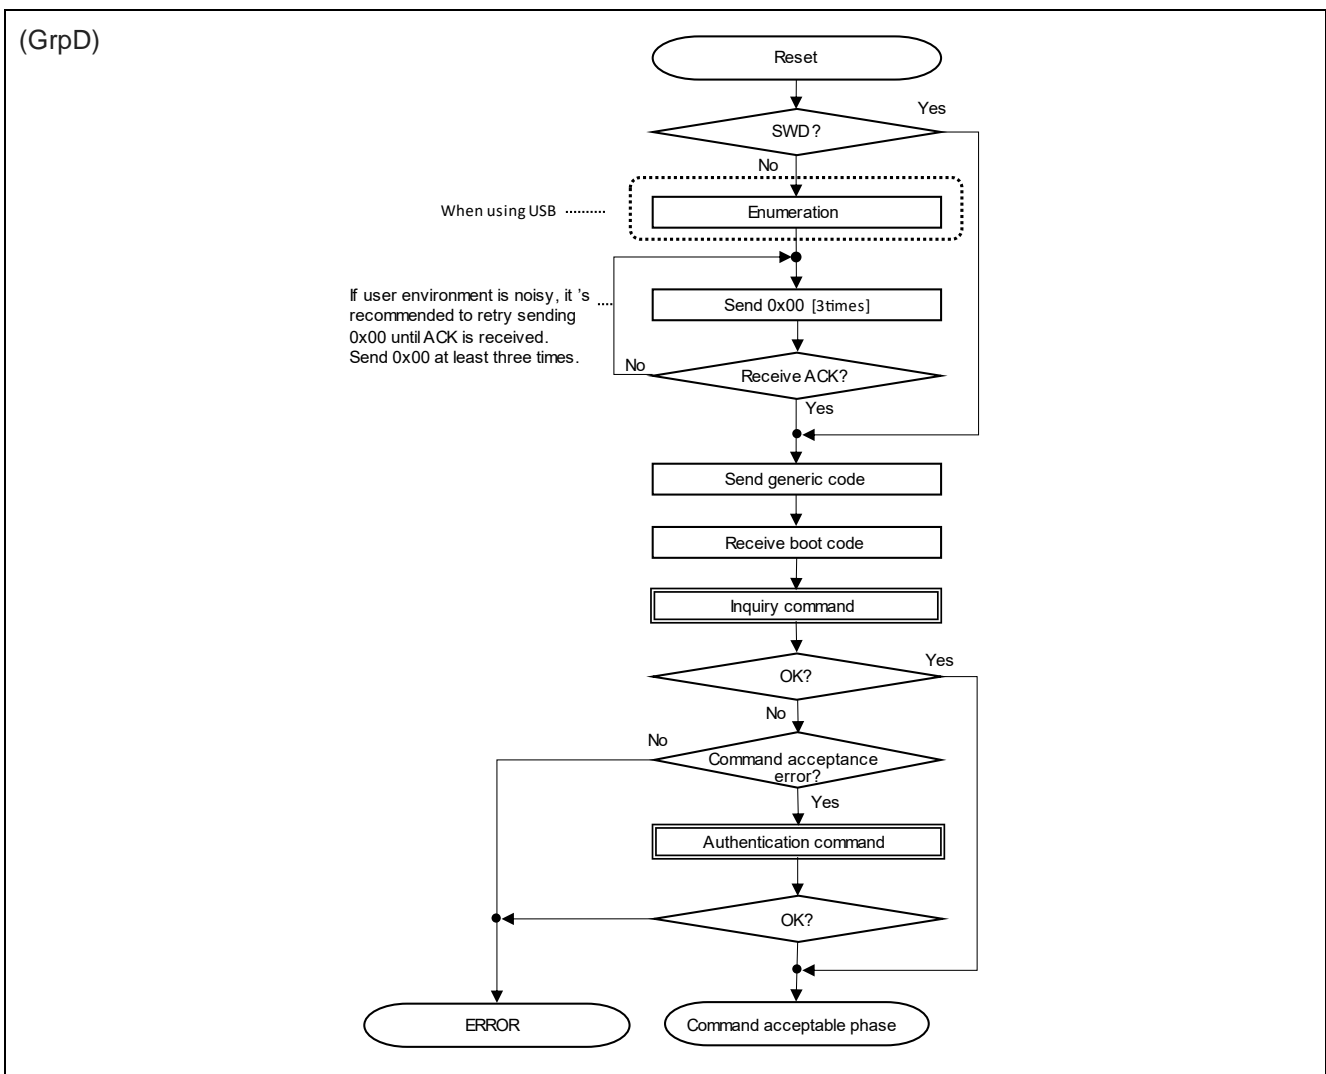 (GrpD)
Reset
Yes
SWD?
No
When using USB
Enumeration
If user environment is noisy, it 's
recommended to retry sending
0x00 until ACK is received.
Send 0x00 at least three times.
Send 0x00 [3times]
No
Receive ACK?
Yes
Send generic code
Receive boot code
Inquiry command
Yes
OK?
No
No
Command acceptance
error?
Yes
Authentication command
OK?
ERROR
Command acceptable phase